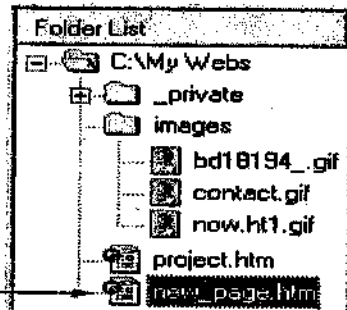 Folder List
C:\My Webs
_private
images
bd18194_.gif
contact.gif
now.ht1.gif
project.htm
new_page.htm